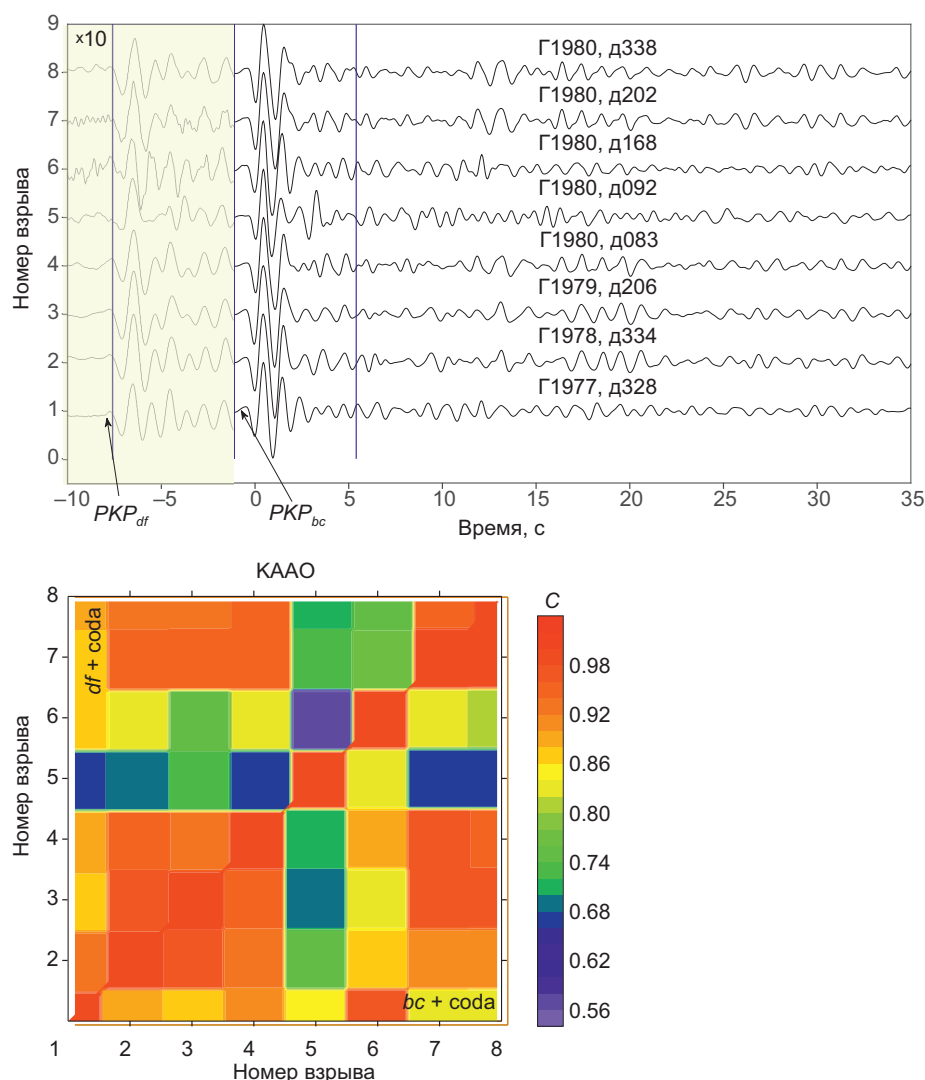 9
×10
8
7
6
5
4
3
2
1
0
Номер взрыва
Г1980, д338
Г1980, д202
Г1980, д168
Г1980, д092
Г1980, д083
Г1979, д206
Г1978, д334
Г1977, д328
–10 –5 0 5 10 15 20 25 30 35
PKPdf PKPbc
Время, с
КААО
8
7
6
5
4
3
2
Номер взрыва
df + coda
bc + coda
1 2 3 4 5 6 7 8
Номер взрыва
C
0.98
0.92
0.86
0.80
0.74
0.68
0.62
0.56